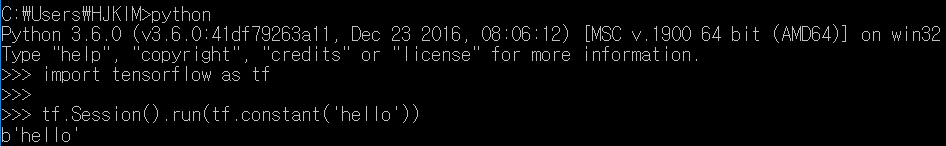 C:₩Users₩HJKIM>python
Python 3.6.0 (v3.6.0:41df79263a11, Dec 23 2016, 08:06:12) [MSC v.1900 64 bit (AMD64)] on win32
Type "help", "copyright", "credits" or "license" for more information.
>>> import tensorflow as tf
>>>
>>> tf.Session().run(tf.constant('hello'))
b'hello'